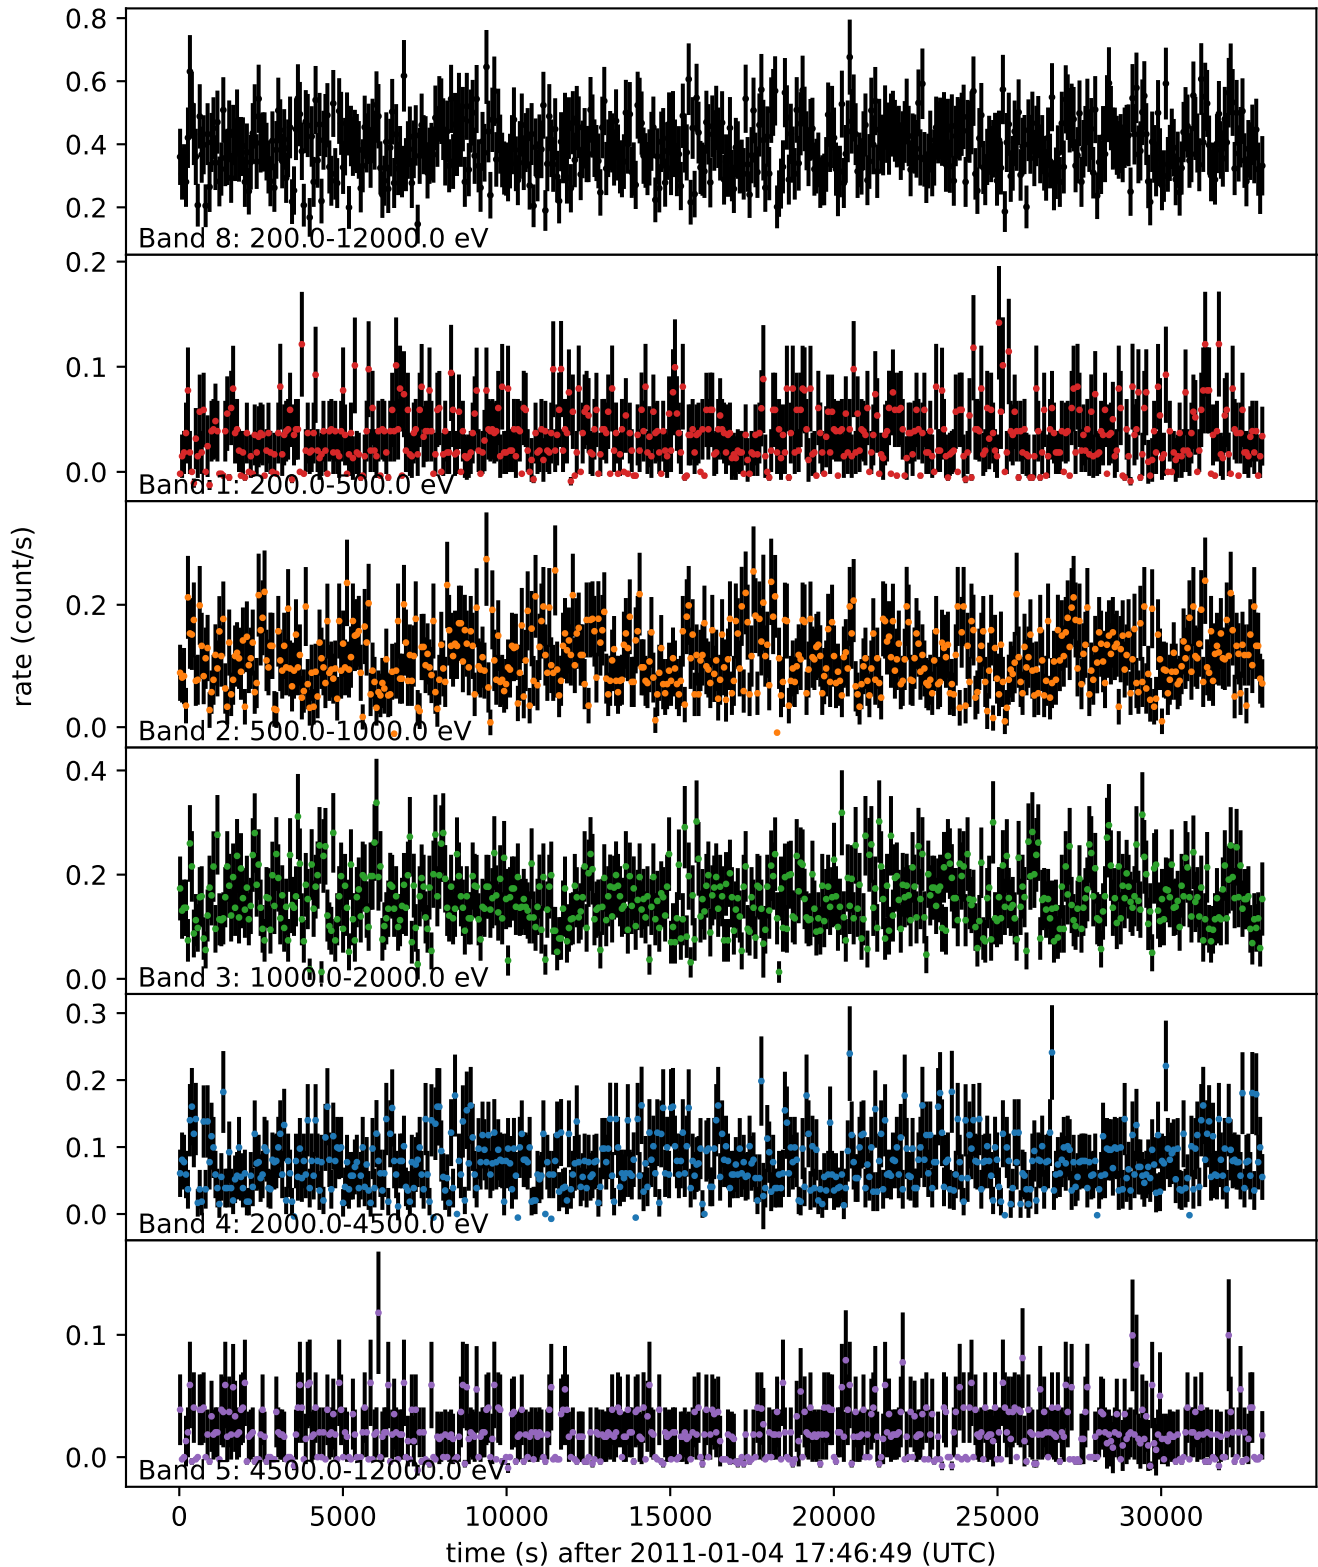 0.8
0.6
0.4
0.2
Band 8: 200.0-12000.0 eV
0.2
0.1
0.0
Band 1: 200.0-500.0 eV
0.2
0.0
Band 2: 500.0-1000.0 eV
rate (count/s)
0.4
0.2
0.0
Band 3: 1000.0-2000.0 eV
0.3
0.2
0.1
0.0
Band 4: 2000.0-4500.0 eV
0.1
0.0
Band 5: 4500.0-12000.0 eV
0 5000 10000 15000 20000 25000 30000
time (s) after 2011-01-04 17:46:49 (UTC)